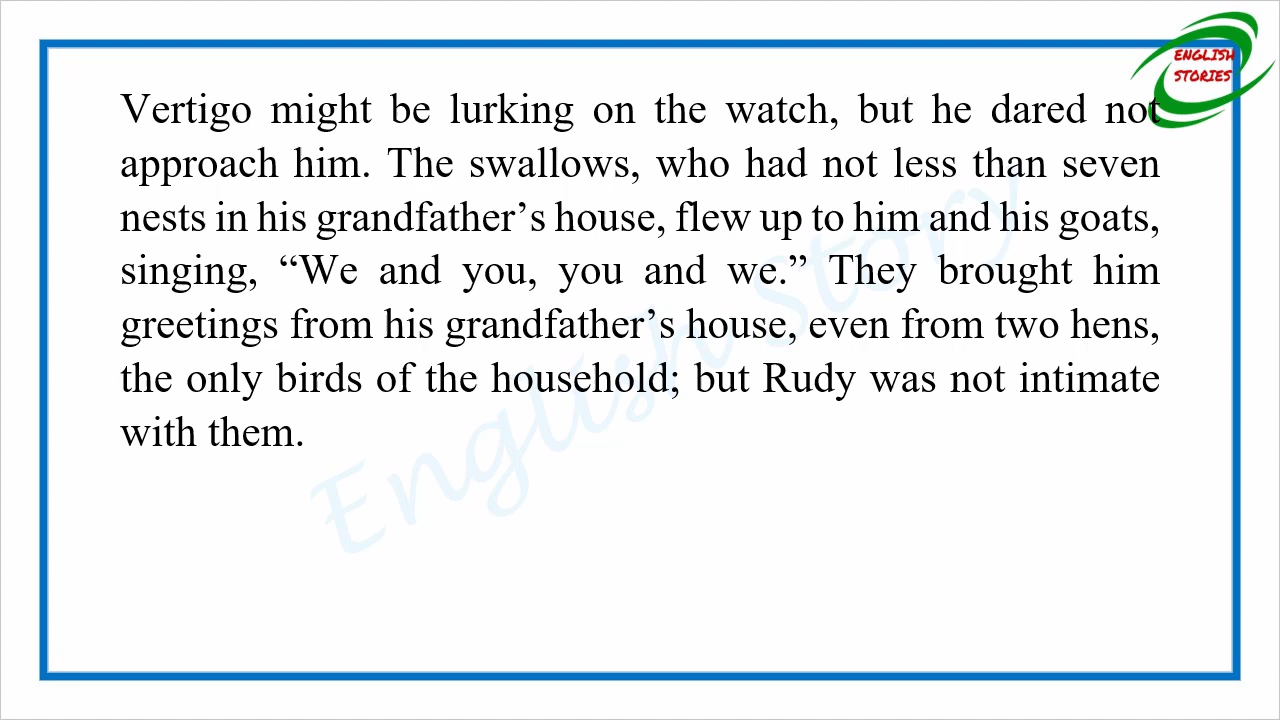 ENGLISH
STORIES
Vertigo might be lurking on the watch, but he dared not
approach him. The swallows, who had not less than seven
nests in his grandfather’s house, flew up to him and his goats,
singing, “We and you, you and we.” They brought him
greetings from his grandfather’s house, even from two hens,
the only birds of the household; but Rudy was not intimate
with them.
English Story